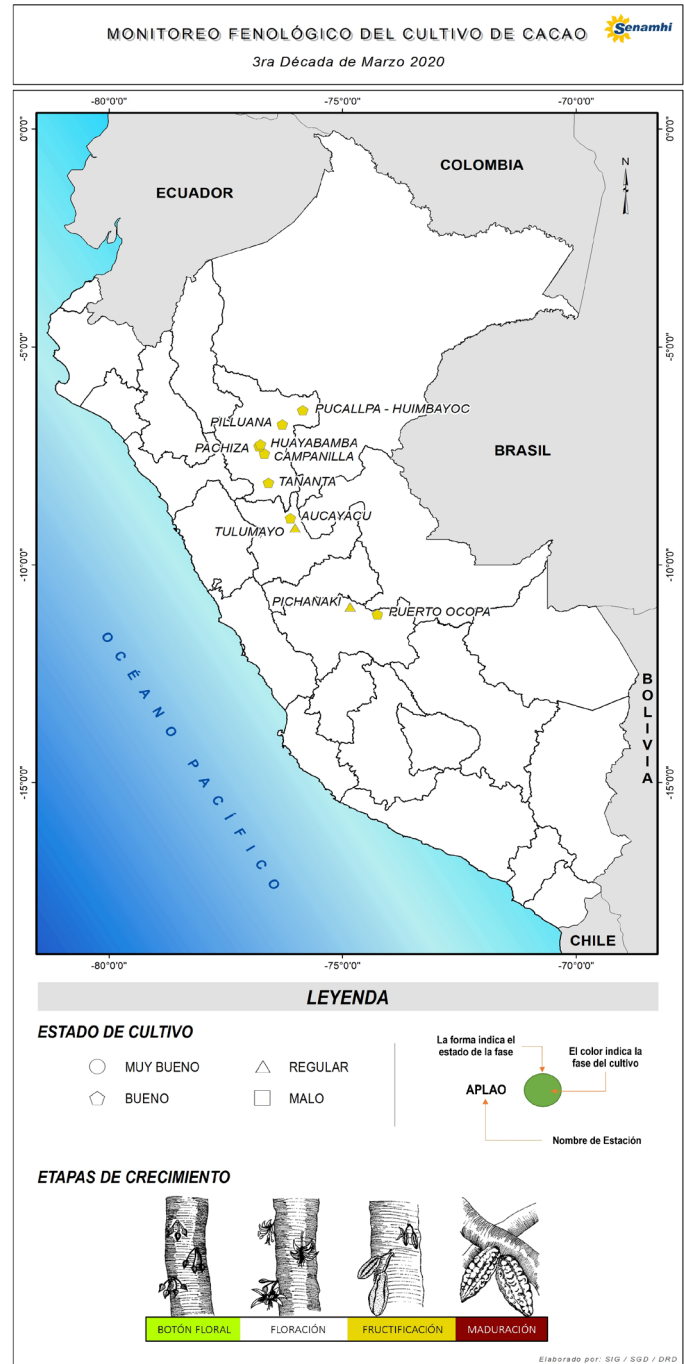 MONITOREO FENOLÓGICO DEL CULTIVO DE CACAO
Senamhi
3ra Década de Marzo 2020
-80°0'0"
-75°0'0"
-70°0'0"
0°0'0"
0°0'0"
COLOMBIA
N
ECUADOR
-5°0'0"
-5°0'0"
PUCALLPA - HUIMBAYOC
PILLUANA
HUAYABAMBA
PACHIZA
CAMPANILLA
BRASIL
TANANTA
AUCAYACU
TULUMAYO
-10°0'0"
-10°0'0"
PICHANAKI
PUERTO OCOPA
OCÉANO PACÍFICO
BOLIVIA
-15°0'0"
-15°0'0"
CHILE
-80°0'0"
-75°0'0"
-70°0'0"
LEYENDA
ESTADO DE CULTIVO
MUY BUENO
REGULAR
BUENO
MALO
La forma indica el
estado de la fase
El color indica la
fase del cultivo
APLAO
Nombre de Estación
ETAPAS DE CRECIMIENTO
BOTÓN FLORAL
FLORACIÓN
FRUCTIFICACIÓN
MADURACIÓN
Elaborado por: SIG / SGD / DRD